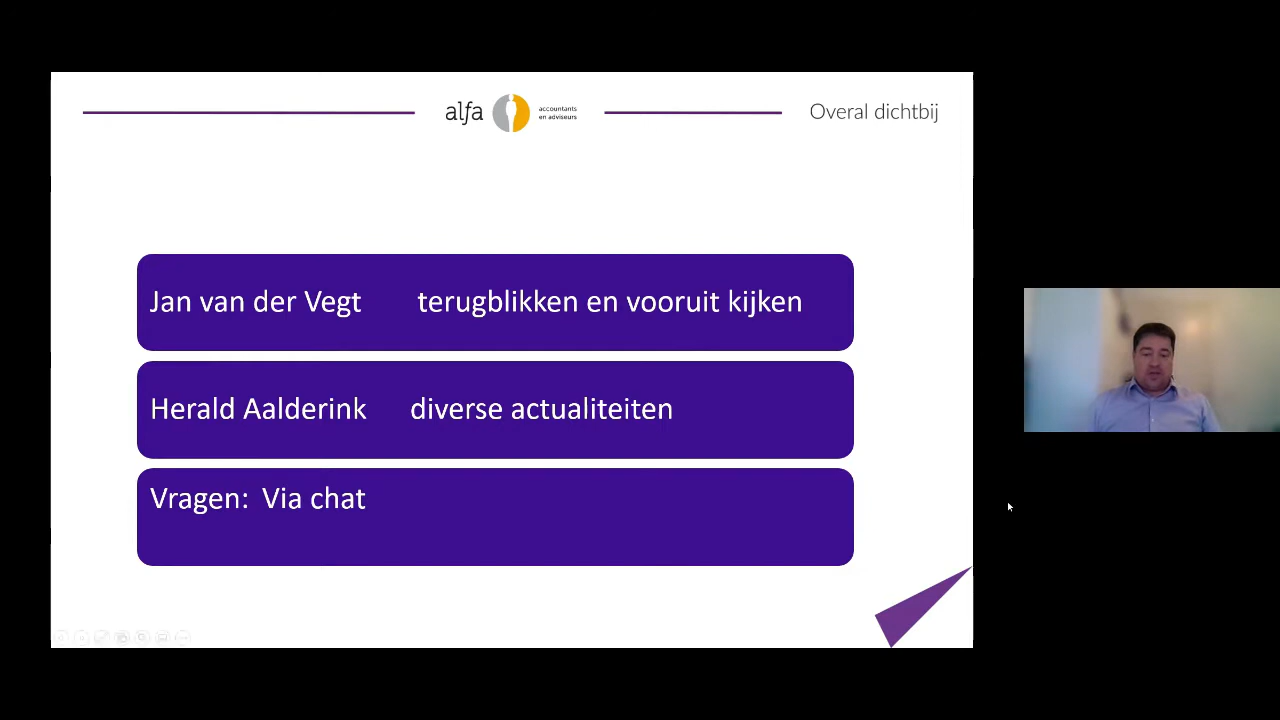 alfa
accountants
en adviseurs
Overal dichtbij
Jan van der Vegt terugblikken en vooruit kijken
Herald Aalderink diverse actualiteiten
Vragen: Via chat